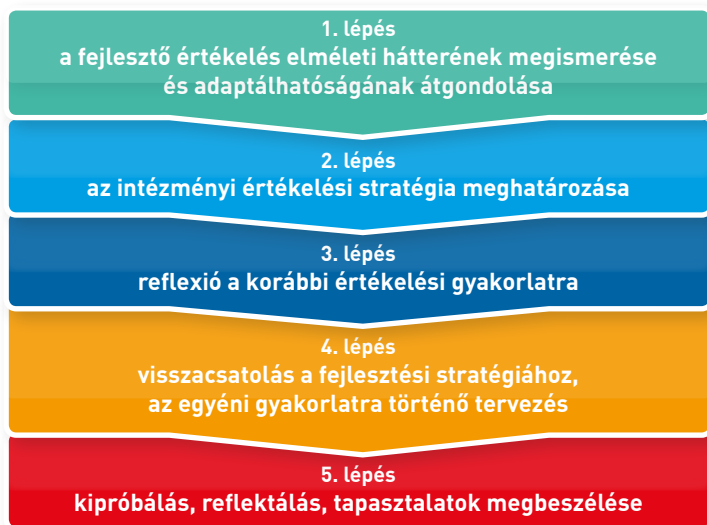 1. lépés
a fejlesztő értékelés elméleti hátterének megismerése
és adaptálhatóságának átgondolása
2. lépés
az intézményi értékelési stratégia meghatározása
3. lépés
reflexió a korábbi értékelési gyakorlatra
4. lépés
visszacsatolás a fejlesztési stratégiához,
az egyéni gyakorlatra történő tervezés
5. lépés
kipróbálás, reflektálás, tapasztalatok megbeszélése